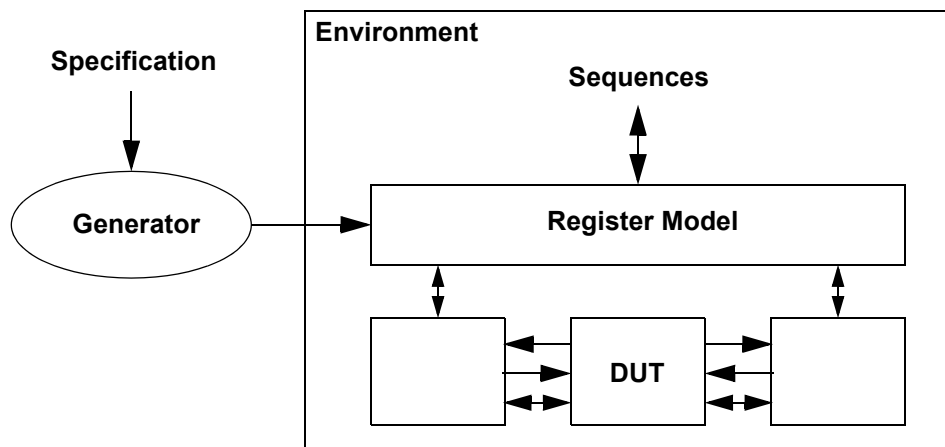 Environment
Specification
Sequences
Generator
Register Model
DUT